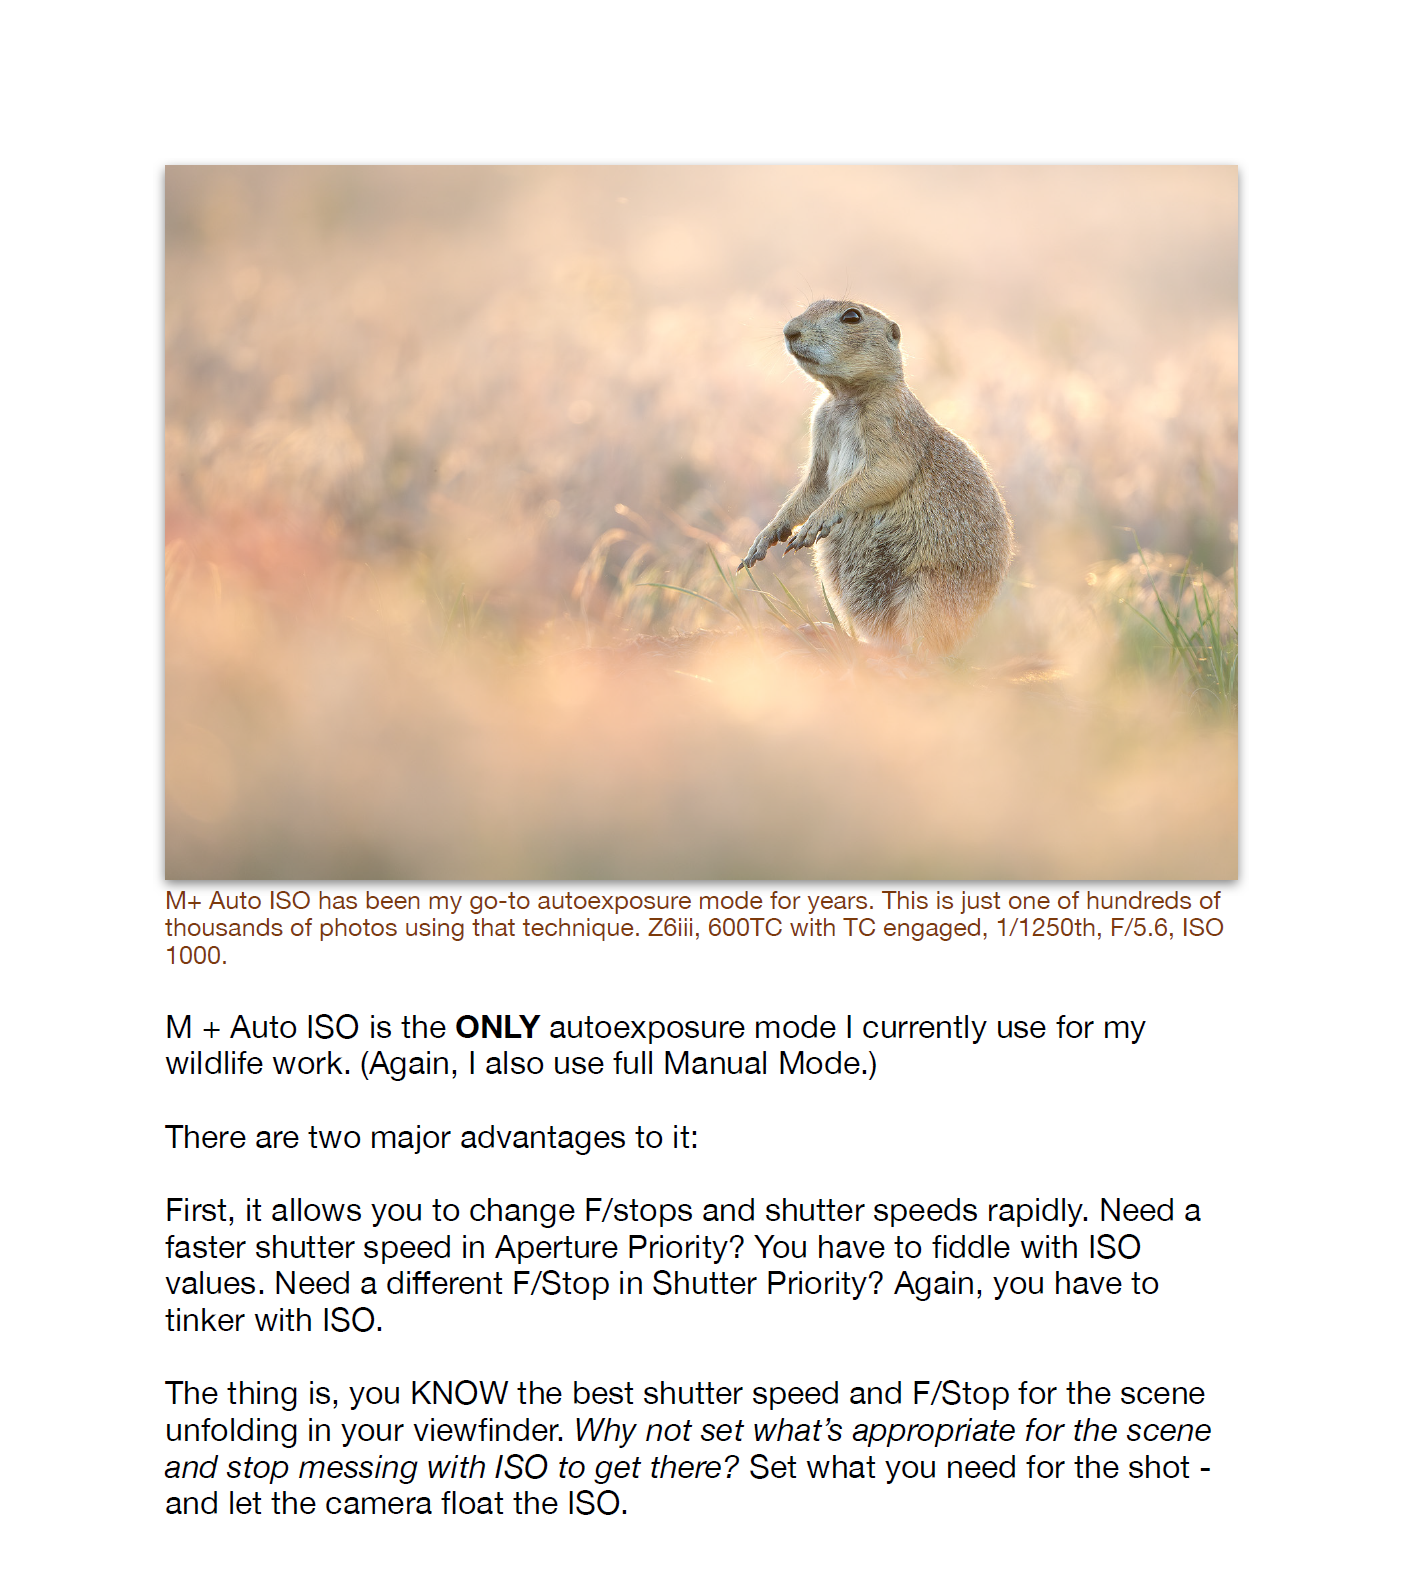 M+ Auto ISO has been my go-to autoexposure mode for years. This is just one of hundreds of
thousands of photos using that technique. Z6iii, 600TC with TC engaged, 1/1250th, F/5.6, ISO
1000.
M + Auto ISO is the ONLY autoexposure mode I currently use for my
wildlife work. (Again, I also use full Manual Mode.)
There are two major advantages to it:
First, it allows you to change F/stops and shutter speeds rapidly. Need a
faster shutter speed in Aperture Priority? You have to fiddle with ISO
values. Need a different F/Stop in Shutter Priority? Again, you have to
tinker with ISO.
The thing is, you KNOW the best shutter speed and F/Stop for the scene
unfolding in your viewfinder. Why not set what’s appropriate for the scene
and stop messing with ISO to get there? Set what you need for the shot -
and let the camera float the ISO.